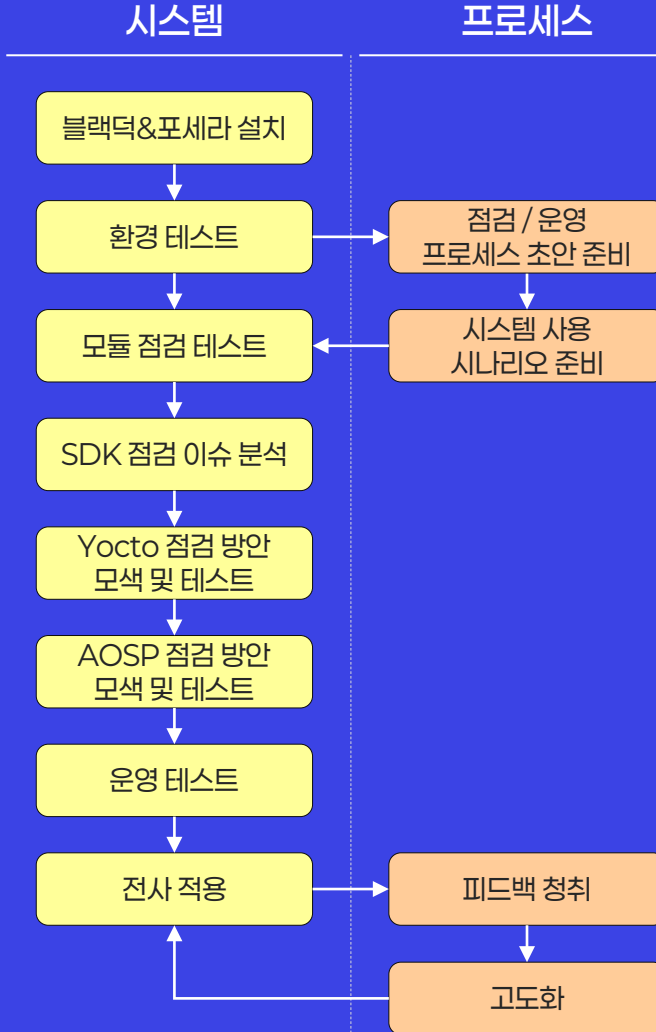 시스템
프로세스
블랙덕&포세라 설치
환경 테스트
점검 / 운영
프로세스 초안 준비
모듈 점검 테스트
시스템 사용
시나리오 준비
SDK 점검 이슈 분석
Yocto 점검 방안
모색 및 테스트
AOSP 점검 방안
모색 및 테스트
운영 테스트
전사 적용
피드백 청취
고도화